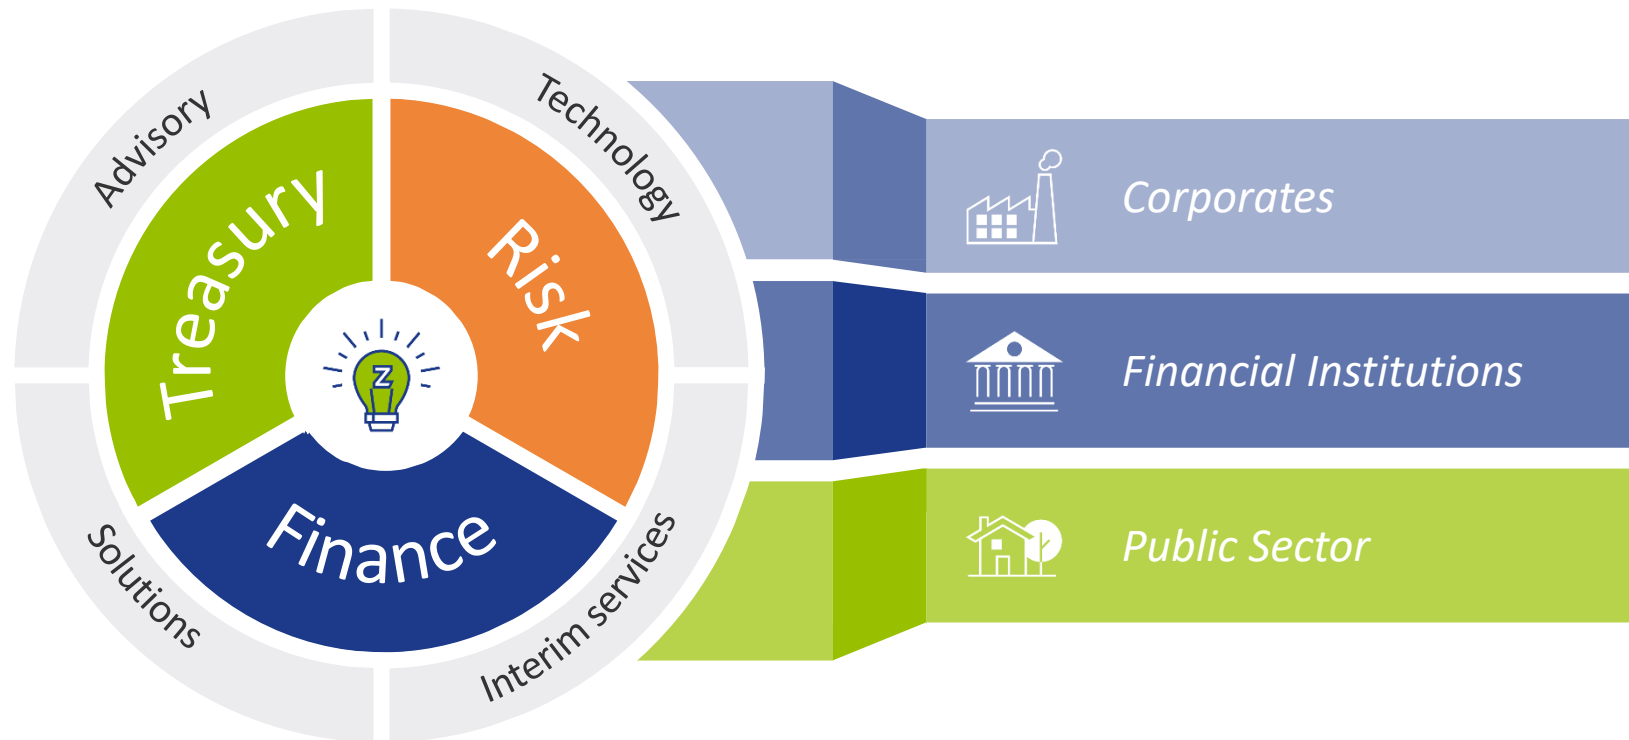 Advisory
Technology
Treasury
Risk
Finance
Z
Solutions
Interim services
Corporates
Financial Institutions
Public Sector